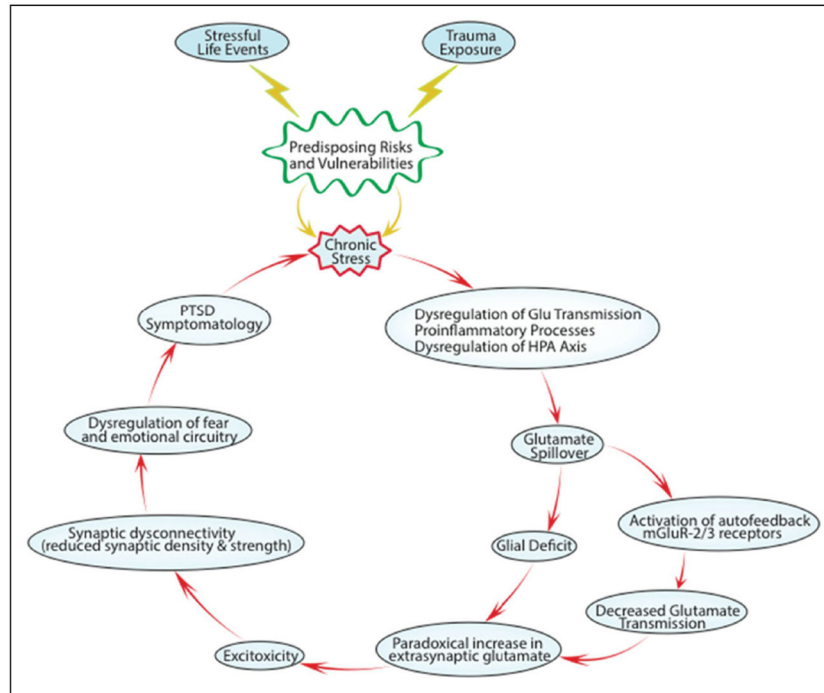 Stressful
Life Events
Trauma
Exposure
Predisposing Risks
and Vulnerabilities
Chronic
Stress
PTSD
Symptomatology
Dysregulation of Glu Transmission
Proinflammatory Processes
Dysregulation of HPA Axis
Dysregulation of fear
and emotional circuitry
Glutamate
Spillover
Synaptic dysconnectivity
(reduced synaptic density & strength)
Glial Deficit
Activation of autofeedback
mGluR-2/3 receptors
Decreased Glutamate
Transmission
Paradoxical increase in
extrasynaptic glutamate
Excitoxicity